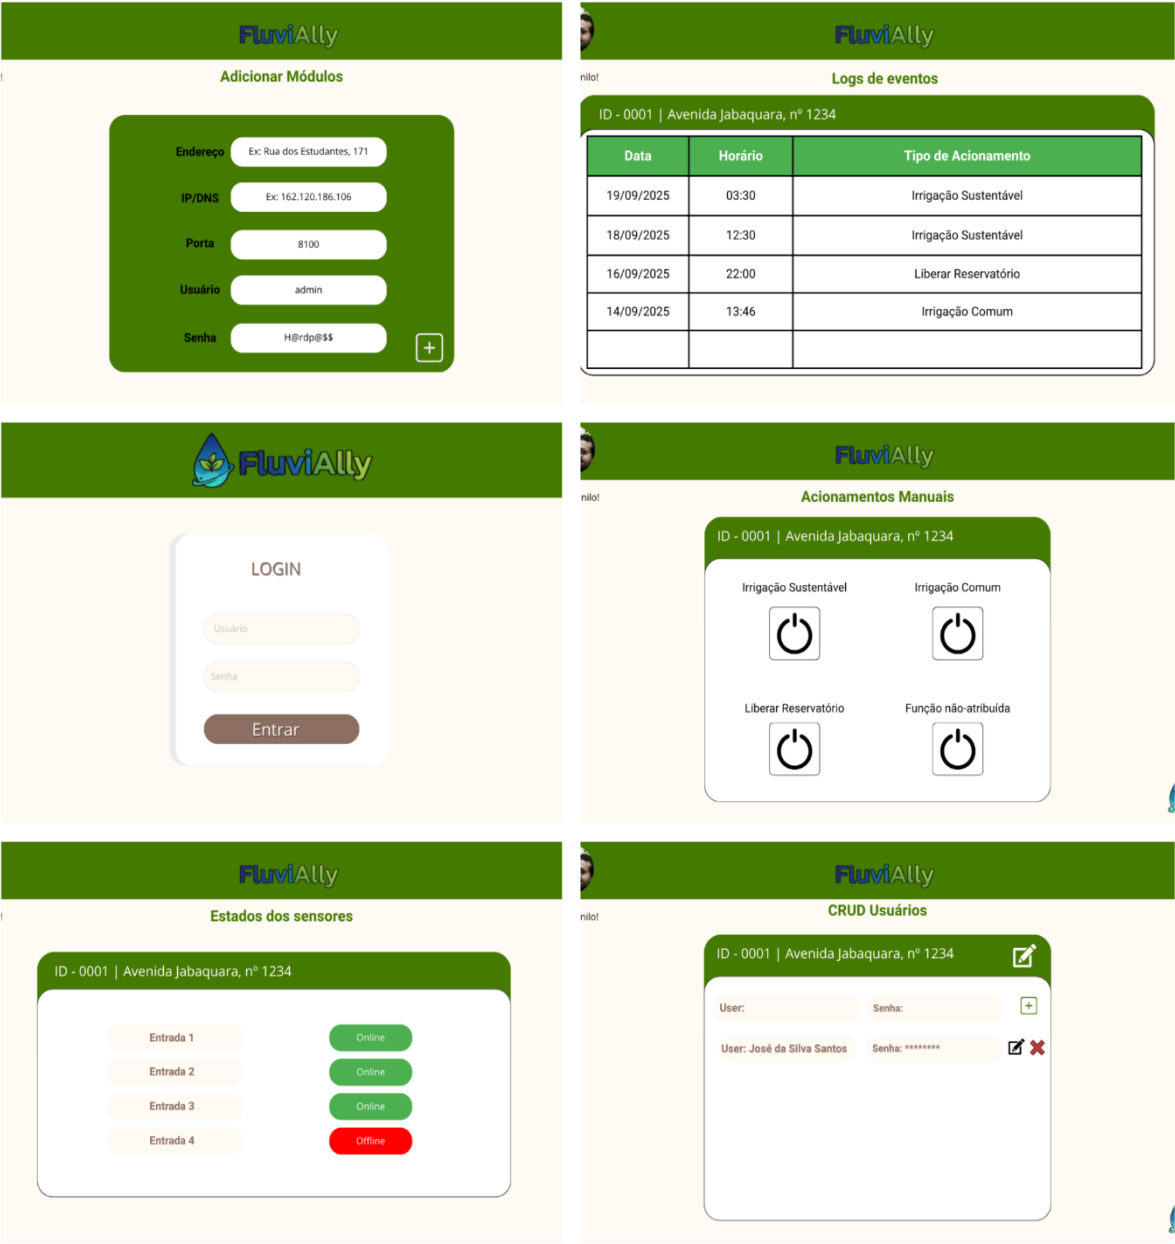 FluviAlly
!
Adicionar Módulos
Endereço Ex: Rua dos Estudantes, 171
IP/DNS Ex: 162.120.186.106
Porta 8100
Usuário admin
Senha H@rdp@$$
+
FluviAlly
nilo!
Logs de eventos
ID - 0001 | Avenida Jabaquara, nº 1234
Data Horário Tipo de Acionamento
19/09/2025 03:30 Irrigação Sustentável
18/09/2025 12:30 Irrigação Sustentável
16/09/2025 22:00 Liberar Reservatório
14/09/2025 13:46 Irrigação Comum
FluviAlly
LOGIN
Usuário
Senha
Entrar
FluviAlly
nilo!
Acionamentos Manuais
ID - 0001 | Avenida Jabaquara, nº 1234
Irrigação Sustentável Irrigação Comum
Liberar Reservatório Função não-atribuída
FluviAlly
!
Estados dos sensores
ID - 0001 | Avenida Jabaquara, nº 1234
Entrada 1 Online
Entrada 2 Online
Entrada 3 Online
Entrada 4 Offline
FluviAlly
nilo!
CRUD Usuários
ID - 0001 | Avenida Jabaquara, nº 1234
User: Senha: +
User: José da Silva Santos Senha: ********